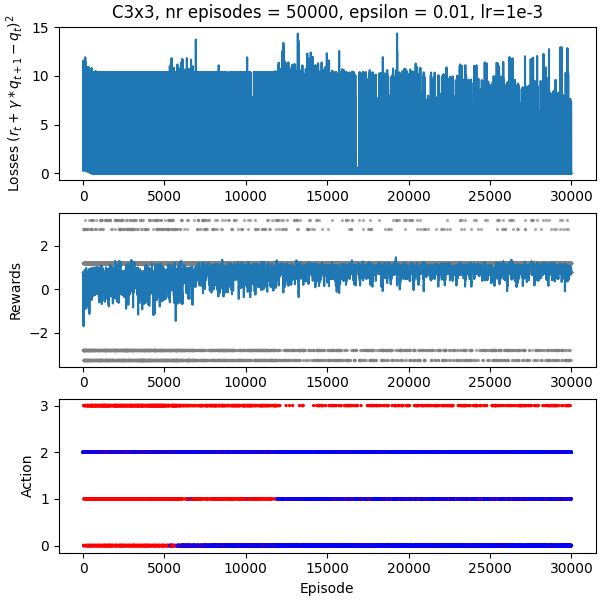 C3x3, nr episodes = 50000, epsilon = 0.01, lr=1e-3
Losses $(r_t + \gamma * q_{t+1} - q_t)^2$
15
10
5
0
0 5000 10000 15000 20000 25000 30000
Rewards
2
0
−2
0 5000 10000 15000 20000 25000 30000
Action
3
2
1
0
0 5000 10000 15000 20000 25000 30000
Episode